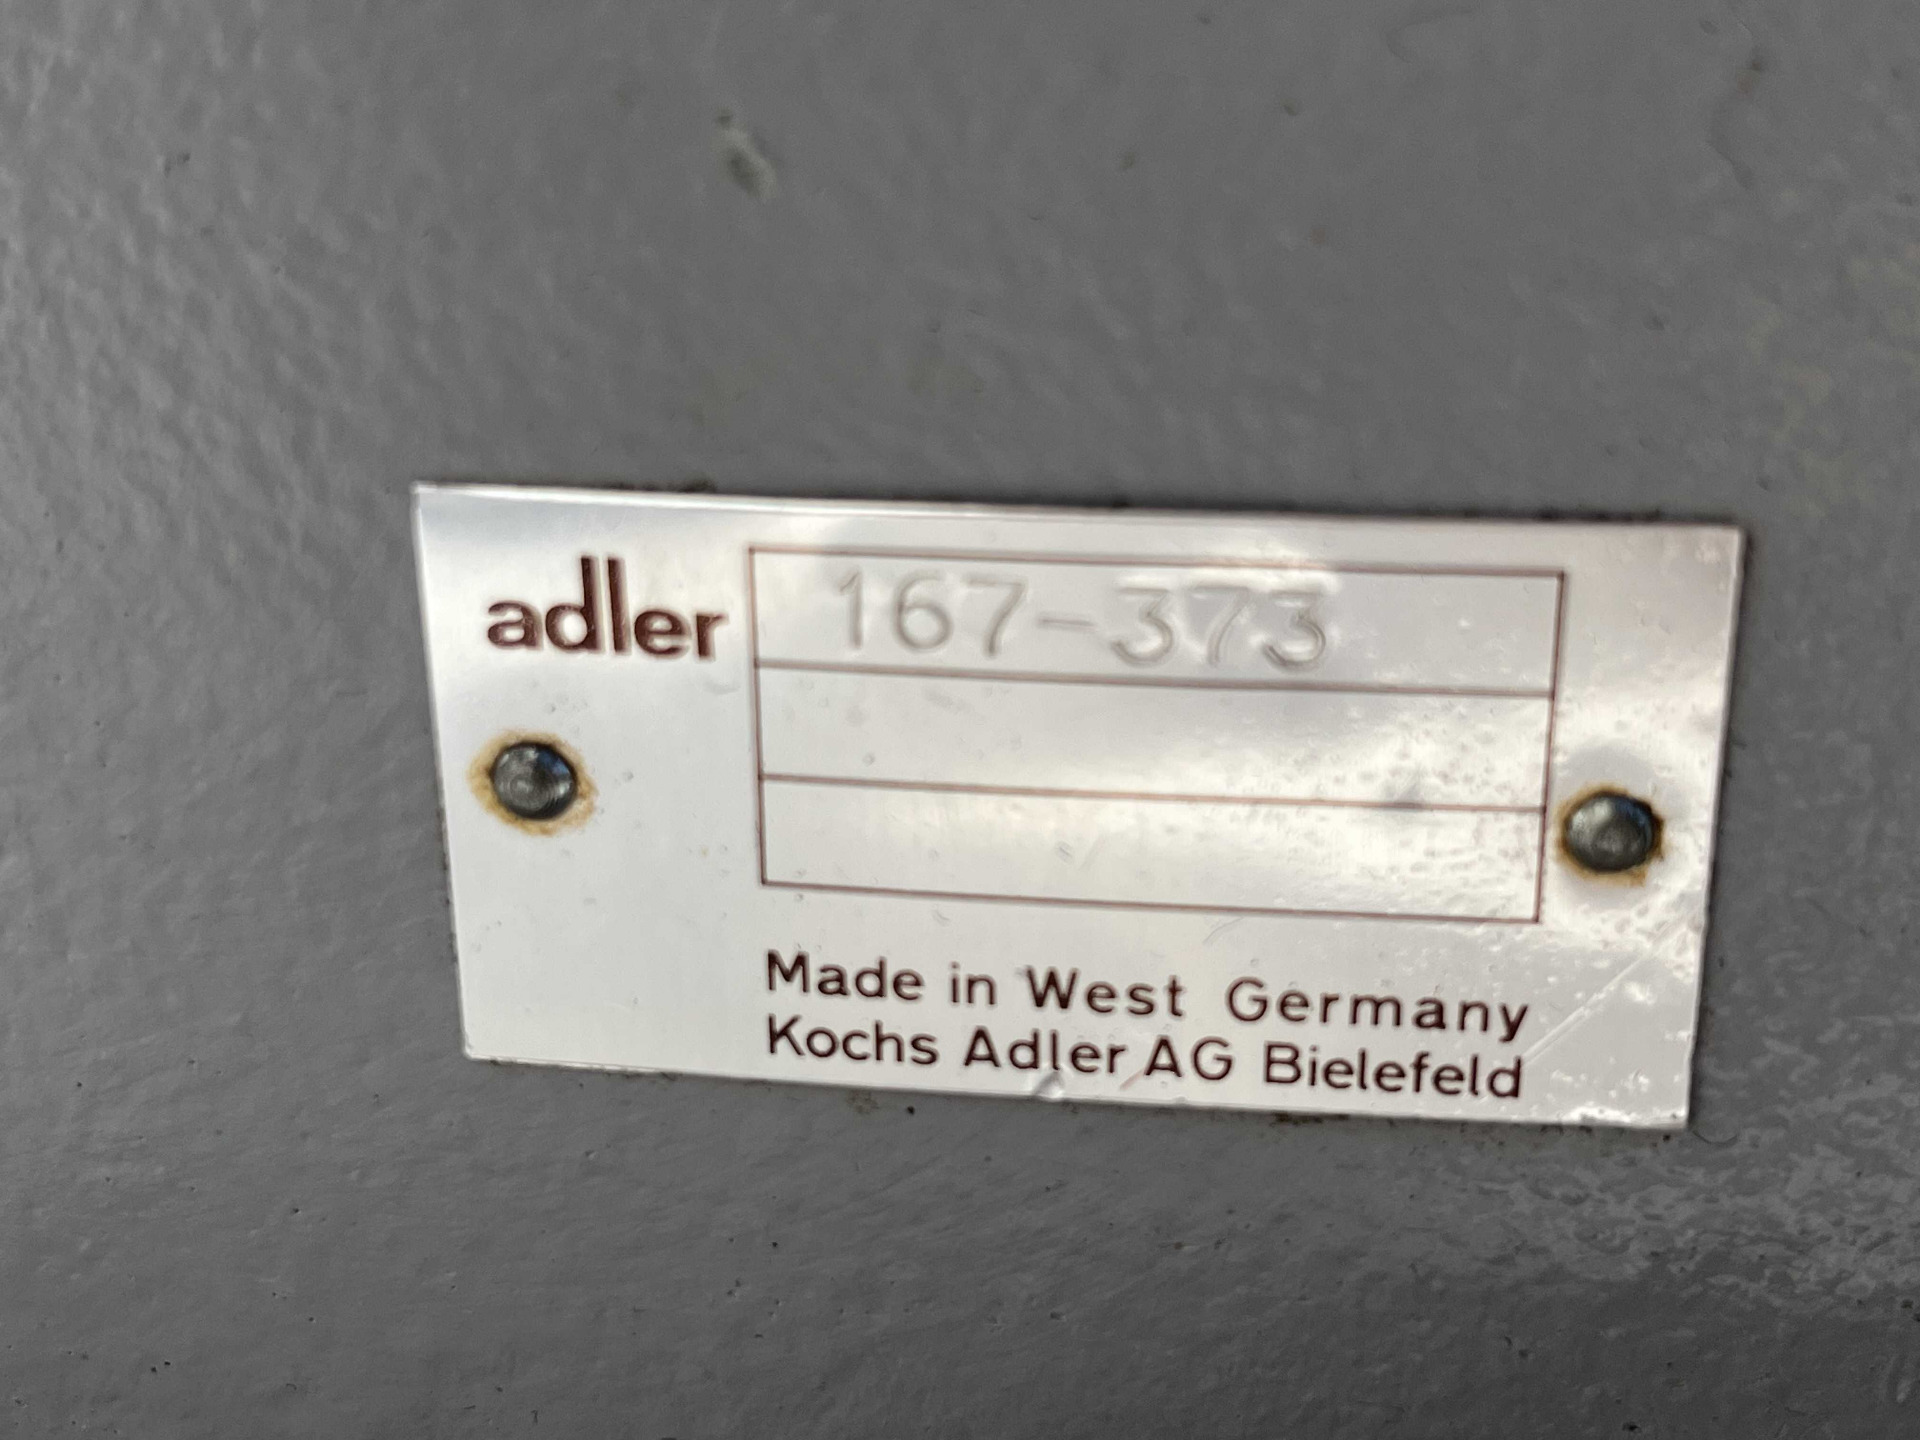 adler
167-373
Made in West Germany
Kochs Adler AG Bielefeld